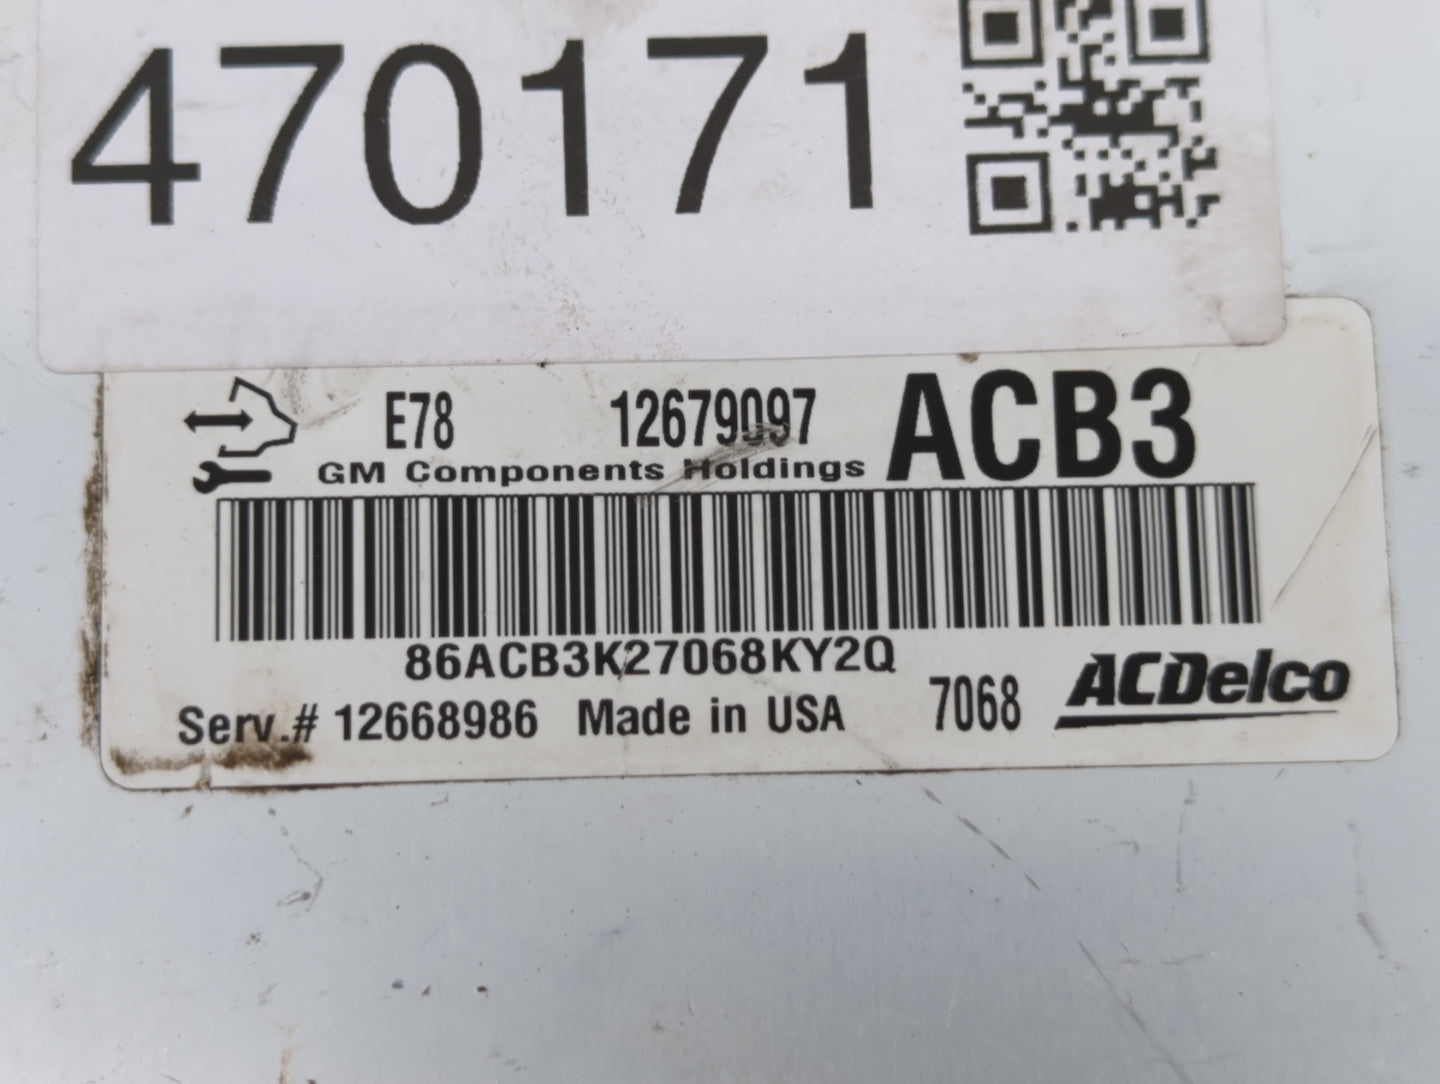 470171
E78 12679097 ACB3
GM Components Holdings
86ACB3K27068KY2Q
Serv.# 12668986 Made in USA 7068 ACDelco